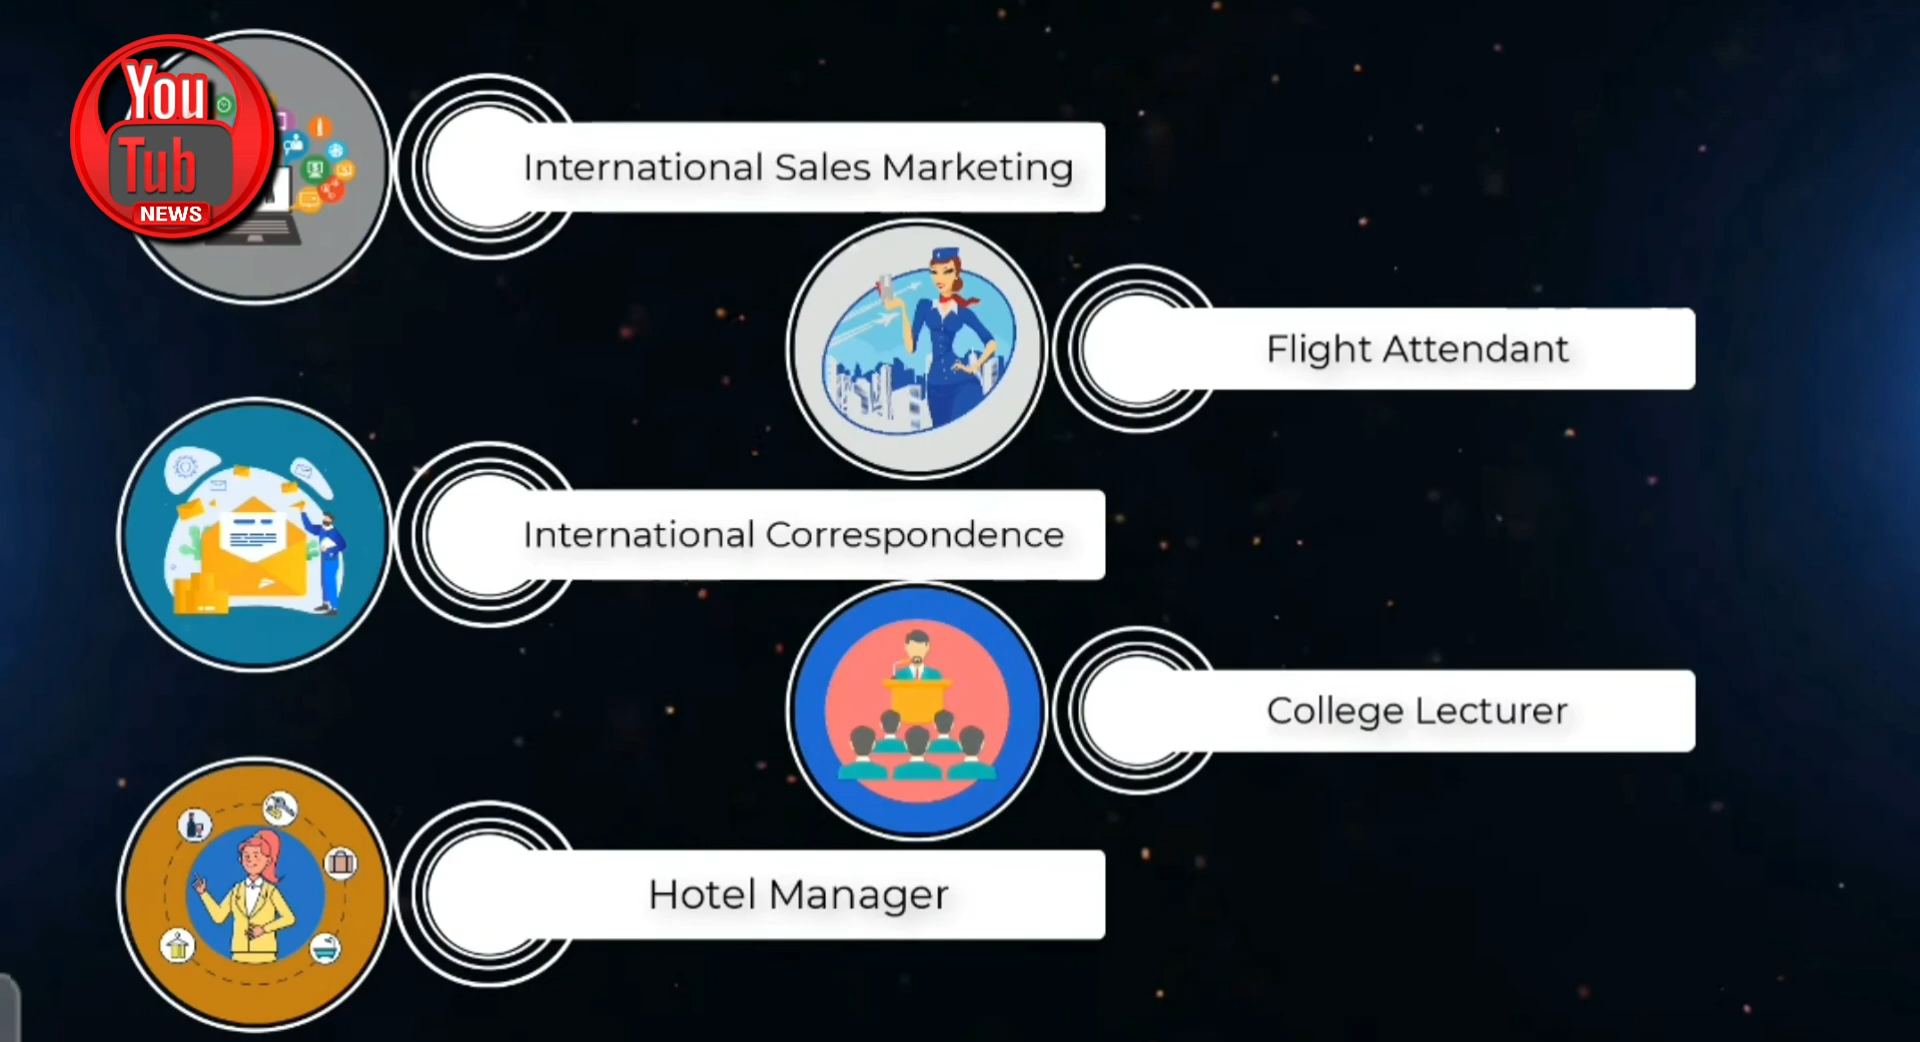 You
Tub
NEWS
International Sales Marketing
Flight Attendant
International Correspondence
College Lecturer
Hotel Manager